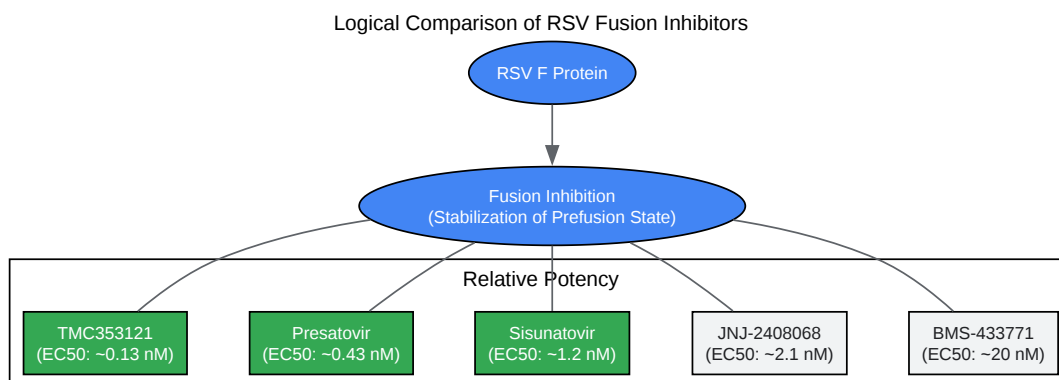 Logical Comparison of RSV Fusion Inhibitors
RSV F Protein
Fusion Inhibition
(Stabilization of Prefusion State)
Relative Potency
TMC353121
(EC50: ~0.13 nM)
Presatovir
(EC50: ~0.43 nM)
Sisunatovir
(EC50: ~1.2 nM)
JNJ-2408068
(EC50: ~2.1 nM)
BMS-433771
(EC50: ~20 nM)